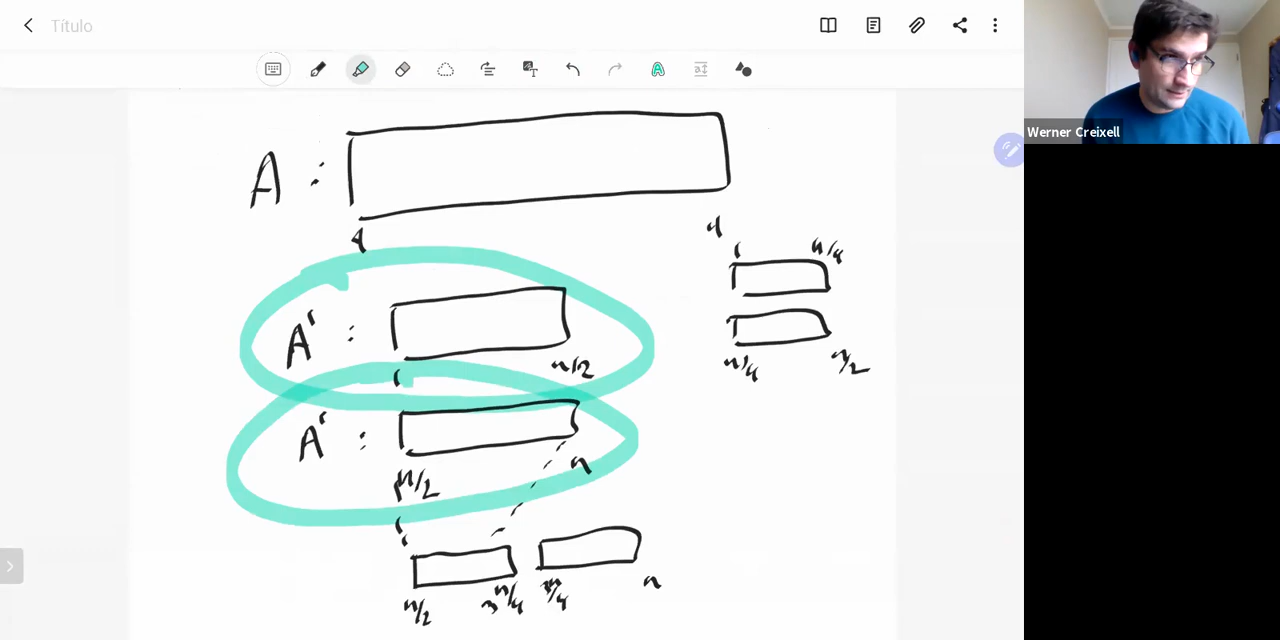 Título
Werner Creixell
A :
1
n
1
n/4
A' :
1
n/2
n/4
n/2
A' :
n/2
n
n/2
3n/4
3n/4
n